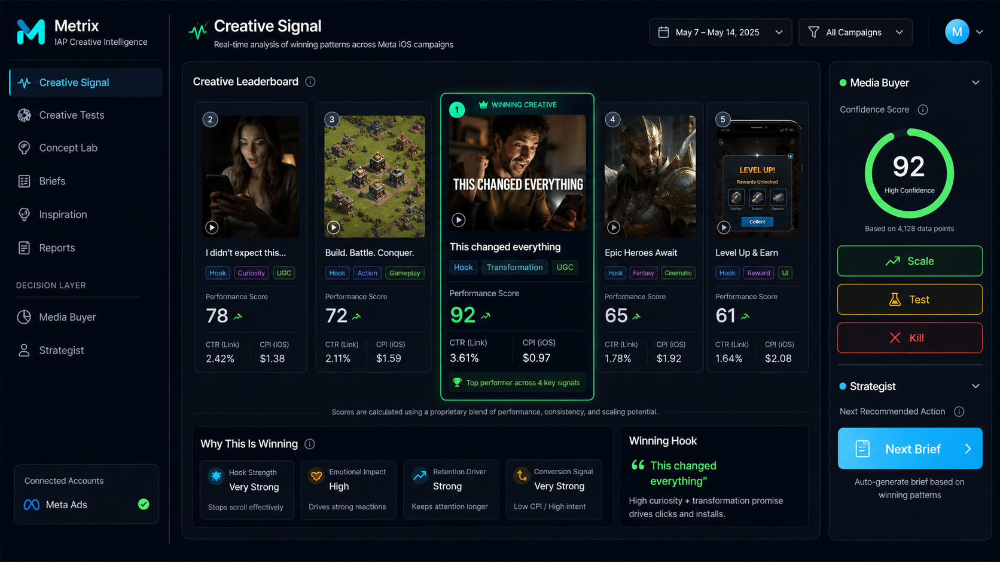 Metrix
IAP Creative Intelligence
Creative Signal
Creative Tests
Concept Lab
Briefs
Inspiration
Reports
DECISION LAYER
Media Buyer
Strategist
Connected Accounts
Meta Ads
Creative Signal
Real-time analysis of winning patterns across Meta iOS campaigns
May 7 – May 14, 2025
All Campaigns
M
Creative Leaderboard
2
I didn't expect this...
Hook Curiosity UGC
Performance Score
78
CTR (Link) CPI (iOS)
2.42% $1.38
3
Build. Battle. Conquer.
Hook Action Gameplay
Performance Score
72
CTR (Link) CPI (iOS)
2.11% $1.59
1
WINNING CREATIVE
THIS CHANGED EVERYTHING
This changed everything
Hook Transformation UGC
Performance Score
92
CTR (Link) CPI (iOS)
3.61% $0.97
Top performer across 4 key signals
4
Epic Heroes Await
Hook Fantasy Cinematic
Performance Score
65
CTR (Link) CPI (iOS)
1.78% $1.92
5
LEVEL UP!
Rewards Unlocked
Collect
Level Up & Earn
Hook Reward UI
Performance Score
61
CTR (Link) CPI (iOS)
1.64% $2.08
Scores are calculated using a proprietary blend of performance, consistency, and scaling potential.
Why This Is Winning
Hook Strength
Very Strong
Stops scroll effectively
Emotional Impact
High
Drives strong reactions
Retention Driver
Strong
Keeps attention longer
Conversion Signal
Very Strong
Low CPI / High intent
Winning Hook
“ This changed
everything”
High curiosity + transformation promise
drives clicks and installs.
Media Buyer
Confidence Score
92
High Confidence
Based on 4,128 data points
Scale
Test
Kill
Strategist
Next Recommended Action
Next Brief
Auto-generate brief based on
winning patterns